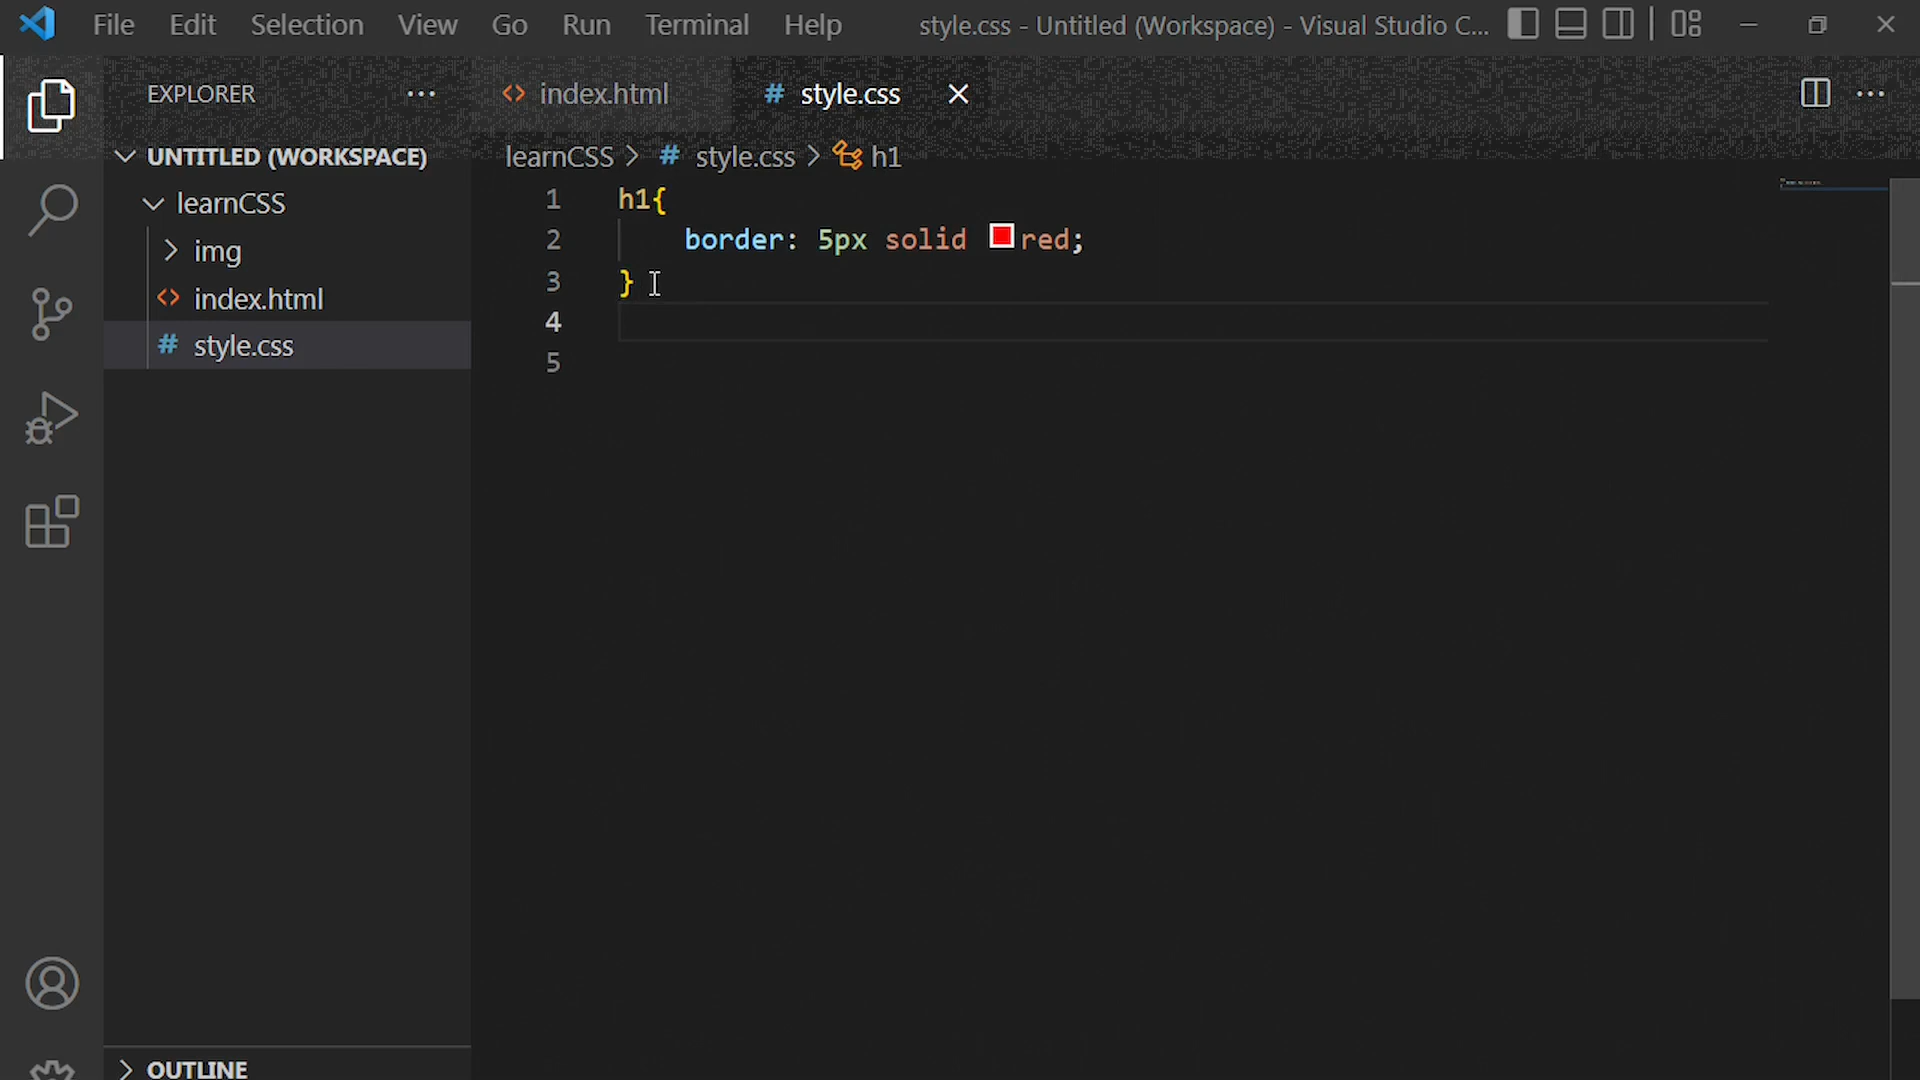 File Edit Selection View Go Run Terminal Help style.css - Untitled (Workspace) - Visual Studio C...
EXPLORER ...
index.html
# style.css
UNTITLED (WORKSPACE)
learnCSS
img
index.html
# style.css
OUTLINE
learnCSS > # style.css > h1
1 h1{
2 border: 5px solid red;
3 }
4
5